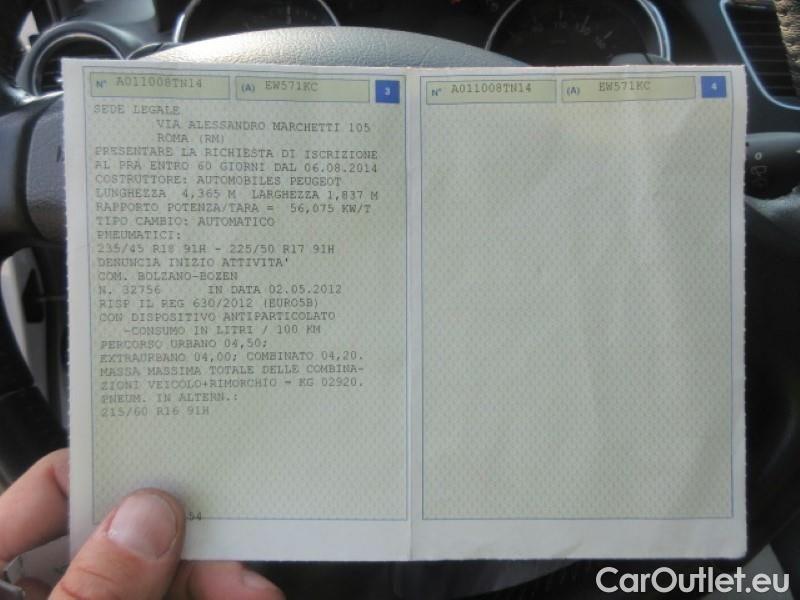 N° A011008TN14 (A) EW571KC 3
SEDE LEGALE
VIA ALESSANDRO MARCHETTI 105
ROMA (RM)
PRESENTARE LA RICHIESTA DI ISCRIZIONE
AL PRA ENTRO 60 GIORNI DAL 06.08.2014
COSTRUTTORE: AUTOMOBILES PEUGEOT
LUNGHEZZA 4,365 M LARGHEZZA 1,837 M
RAPPORTO POTENZA/TARA = 56,075 KW/T
TIPO CAMBIO: AUTOMATICO
PNEUMATICI:
235/45 R18 91H - 225/50 R17 91H
DENUNCIA INIZIO ATTIVITA'
COM. BOLZANO-BOZEN
N. 32756 IN DATA 02.05.2012
RISP IL REG 630/2012 (EURO5B)
CON DISPOSITIVO ANTIPARTICOLATO
-CONSUMO IN LITRI / 100 KM
PERCORSO URBANO 04,50;
EXTRAURBANO 04,00; COMBINATO 04,20.
MASSA MASSIMA TOTALE DELLE COMBINA-
ZIONI VEICOLO+RIMORCHIO = KG 02920.
PNEUM. IN ALTERN.:
215/60 R16 91H
54
N° A011008TN14 (A) EW571KC 4
CarOutlet.eu